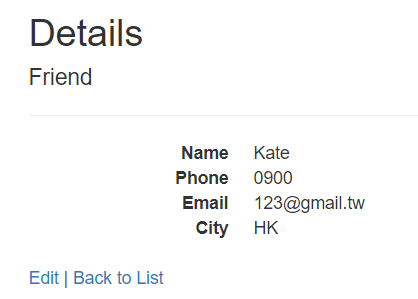 Details
Friend
Name Kate
Phone 0900
Email 123@gmail.tw
City HK
Edit | Back to List